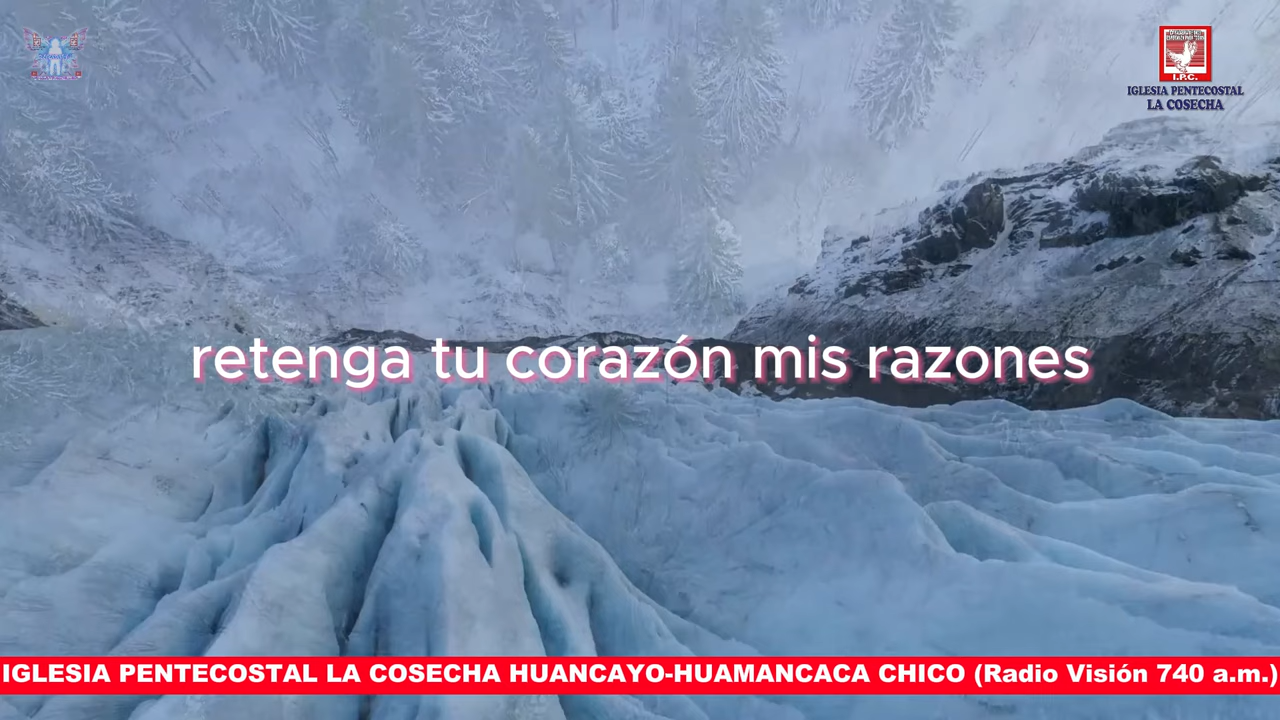 I.P.C.
IGLESIA PENTECOSTAL
LA COSECHA
retenga tu corazón mis razones
IGLESIA PENTECOSTAL LA COSECHA HUANCAYO-HUAMANCACA CHICO (Radio Visión 740 a.m.)